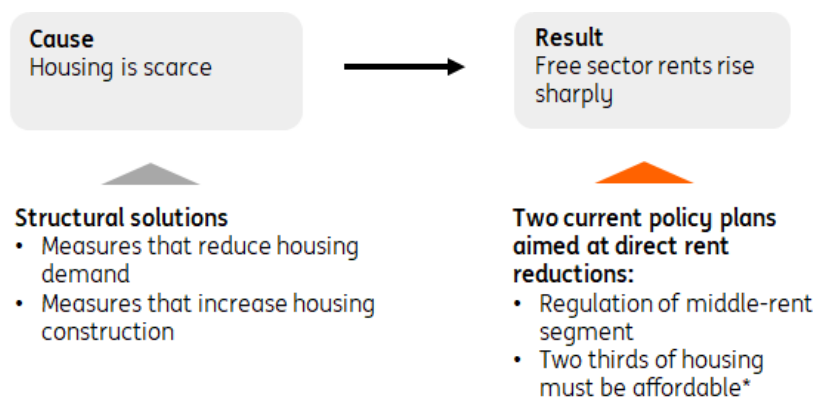 Cause
Housing is scarce
Result
Free sector rents rise
sharply
Structural solutions
• Measures that reduce housing
demand
• Measures that increase housing
construction
Two current policy plans
aimed at direct rent
reductions:
• Regulation of middle-rent
segment
• Two thirds of housing
must be affordable*